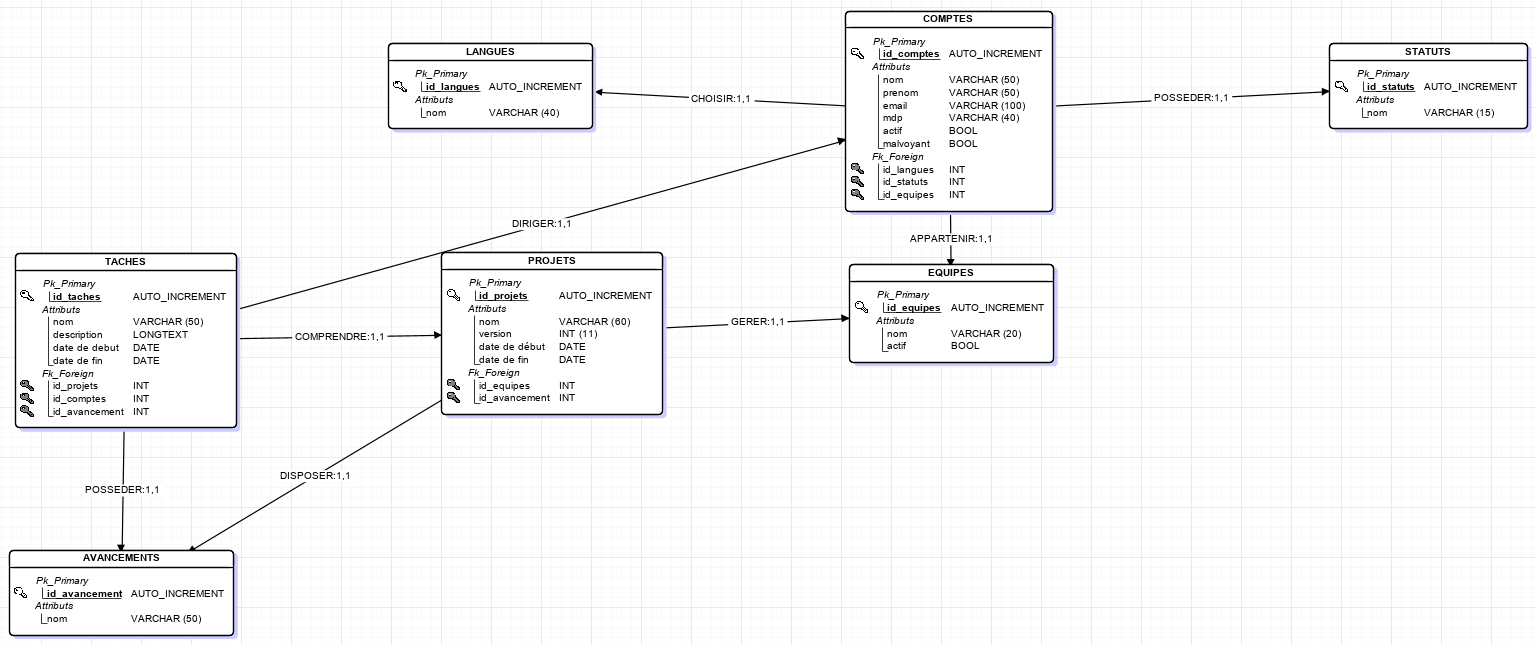 LANGUES
Pk_Primary
id_langues AUTO_INCREMENT
Attributs
nom VARCHAR (40)
CHOISIR:1,1
COMPTES
Pk_Primary
id_comptes AUTO_INCREMENT
Attributs
nom VARCHAR (50)
prenom VARCHAR (50)
email VARCHAR (100)
mdp VARCHAR (40)
actif BOOL
malvoyant BOOL
Fk_Foreign
id_langues INT
id_statuts INT
id_equipes INT
POSSEDER:1,1
STATUTS
Pk_Primary
id_statuts AUTO_INCREMENT
Attributs
nom VARCHAR (15)
DIRIGER:1,1
APPARTENIR:1,1
TACHES
Pk_Primary
id_taches AUTO_INCREMENT
Attributs
nom VARCHAR (50)
description LONGTEXT
date de debut DATE
date de fin DATE
Fk_Foreign
id_projets INT
id_comptes INT
id_avancement INT
COMPRENDRE:1,1
PROJETS
Pk_Primary
id_projets AUTO_INCREMENT
Attributs
nom VARCHAR (60)
version INT (11)
date de début DATE
date de fin DATE
Fk_Foreign
id_equipes INT
id_avancement INT
GERER:1,1
EQUIPES
Pk_Primary
id_equipes AUTO_INCREMENT
Attributs
nom VARCHAR (20)
actif BOOL
POSSEDER:1,1
DISPOSER:1,1
AVANCEMENTS
Pk_Primary
id_avancement AUTO_INCREMENT
Attributs
nom VARCHAR (50)